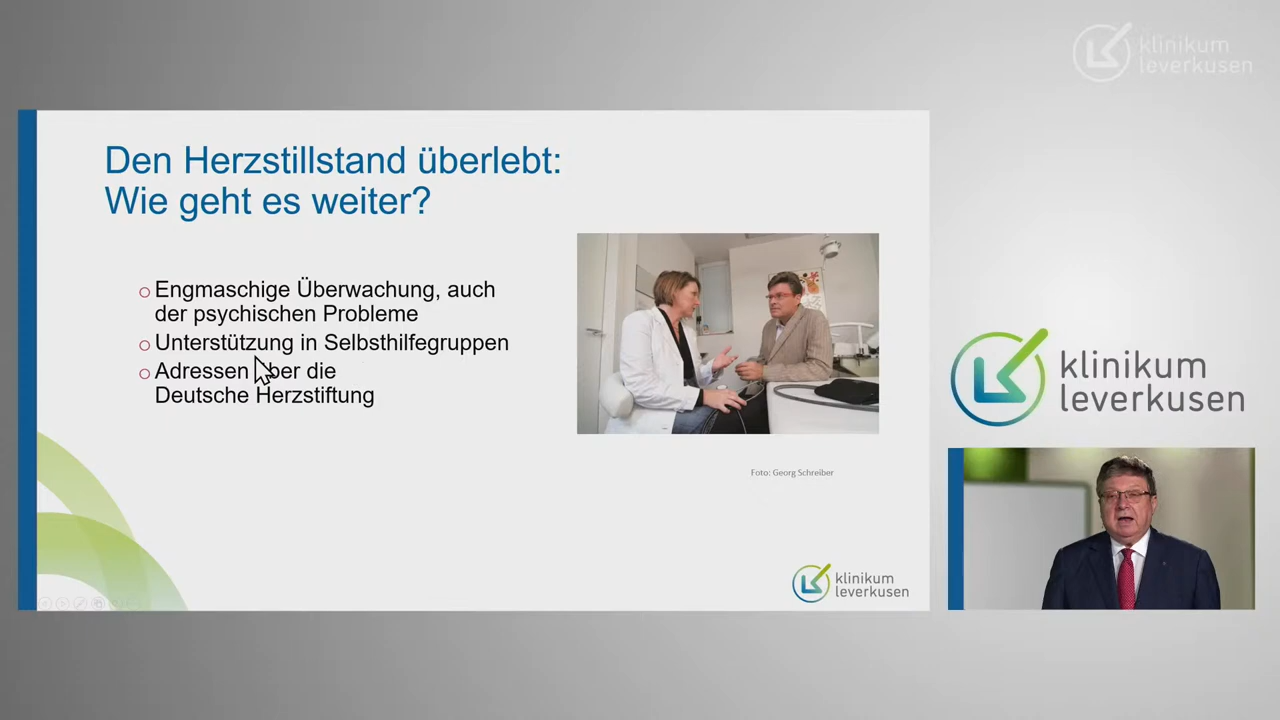 klinikum
leverkusen
Den Herzstillstand überlebt:
Wie geht es weiter?
Engmaschige Überwachung, auch
der psychischen Probleme
Unterstützung in Selbsthilfegruppen
Adressen über die
Deutsche Herzstiftung
Foto: Georg Schreiber
klinikum
leverkusen
klinikum
leverkusen